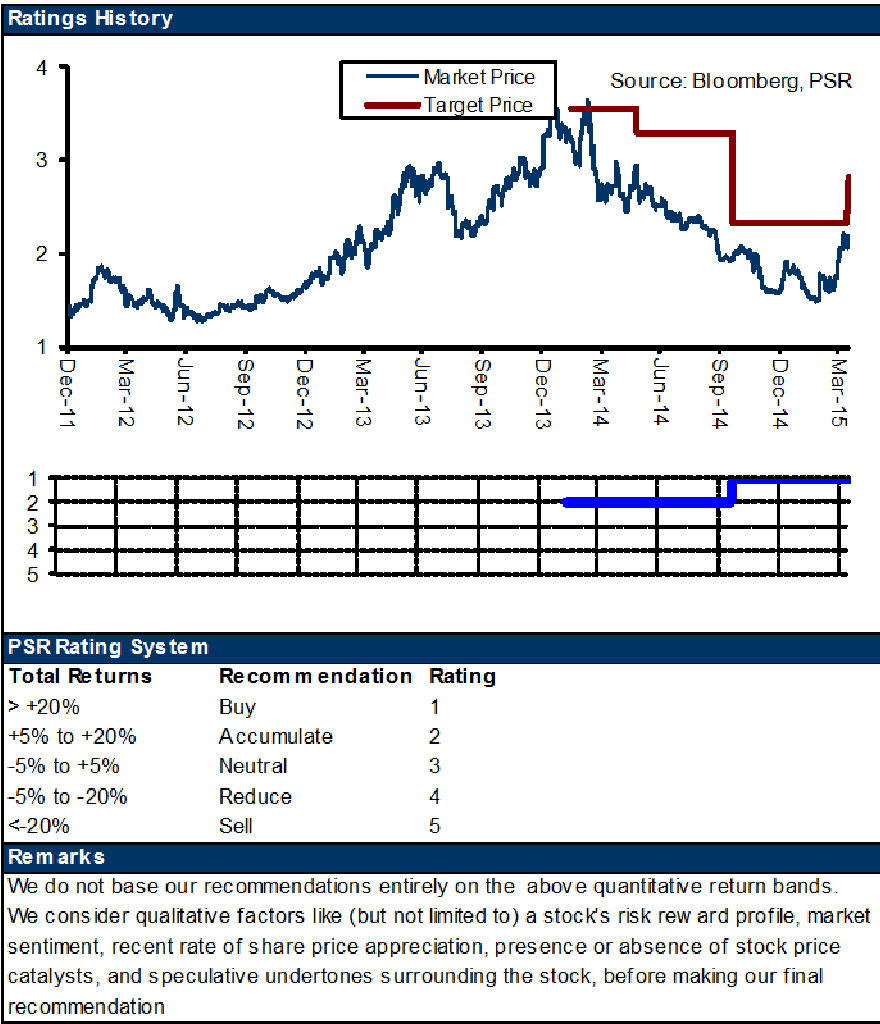 Ratings History
Market Price
Target Price
Source: Bloomberg, PSR
4
3
2
1
Dec-11
Mar-12
Jun-12
Sep-12
Dec-12
Mar-13
Jun-13
Sep-13
Dec-13
Mar-14
Jun-14
Sep-14
Dec-14
Mar-15
1
2
3
4
5
PSR Rating System
Total Returns Recommendation Rating
> +20% Buy 1
+5% to +20% Accumulate 2
-5% to +5% Neutral 3
-5% to -20% Reduce 4
<-20% Sell 5
Remarks
We do not base our recommendations entirely on the above quantitative return bands.
We consider qualitative factors like (but not limited to) a stock's risk reward profile, market
sentiment, recent rate of share price appreciation, presence or absence of stock price
catalysts, and speculative undertones surrounding the stock, before making our final
recommendation